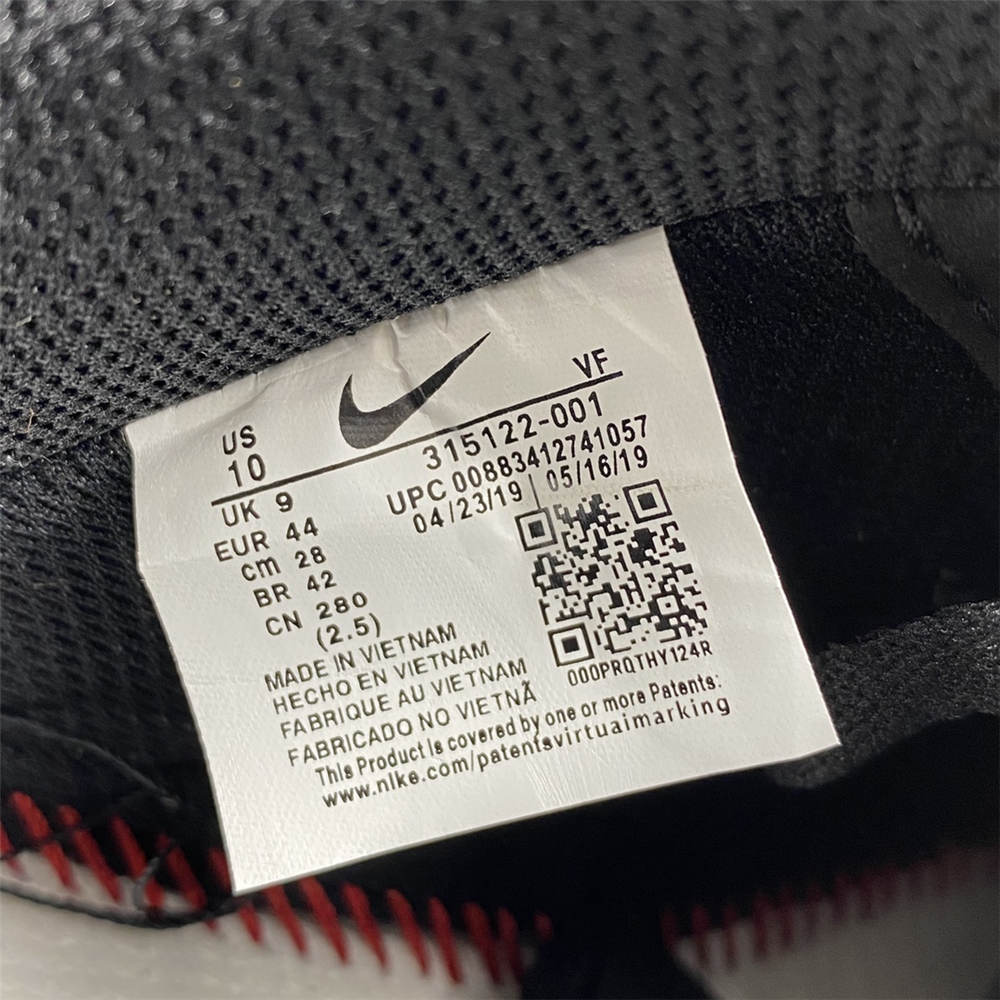 US
10
VF
UK 9
EUR 44
cm 28
BR 42
CN 280
(2.5)
315122-001
UPC 00883412741057
04/23/19 | 05/16/19
000PRQTHY124R
MADE IN VIETNAM
HECHO EN VIETNAM
FABRIQUE AU VIETNAM
FABRICADO NO VIETNÃ
This Product is covered by one or more Patents:
www.nike.com/patentsvirtuaimarking